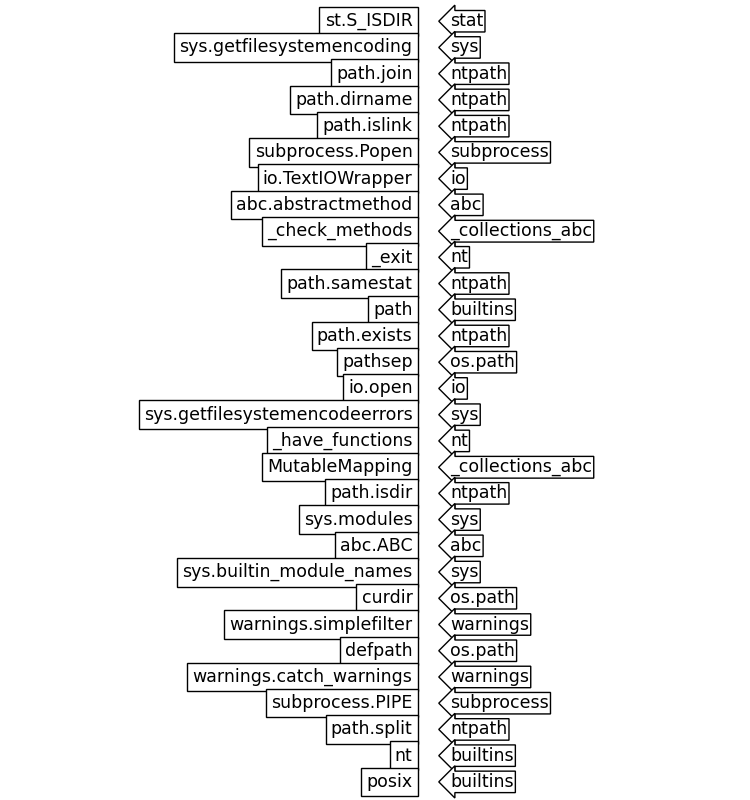 st.S_ISDIR stat
sys.getfilesystemencoding sys
path.join ntpath
path.dirname ntpath
path.islink ntpath
subprocess.Popen subprocess
io.TextIOWrapper io
abc.abstractmethod abc
_check_methods _collections_abc
_exit nt
path.samestat ntpath
path builtins
path.exists ntpath
pathsep os.path
io.open io
sys.getfilesystemencodeerrors sys
_have_functions nt
MutableMapping _collections_abc
path.isdir ntpath
sys.modules sys
abc.ABC abc
sys.builtin_module_names sys
curdir os.path
warnings.simplefilter warnings
defpath os.path
warnings.catch_warnings warnings
subprocess.PIPE subprocess
path.split ntpath
nt builtins
posix builtins